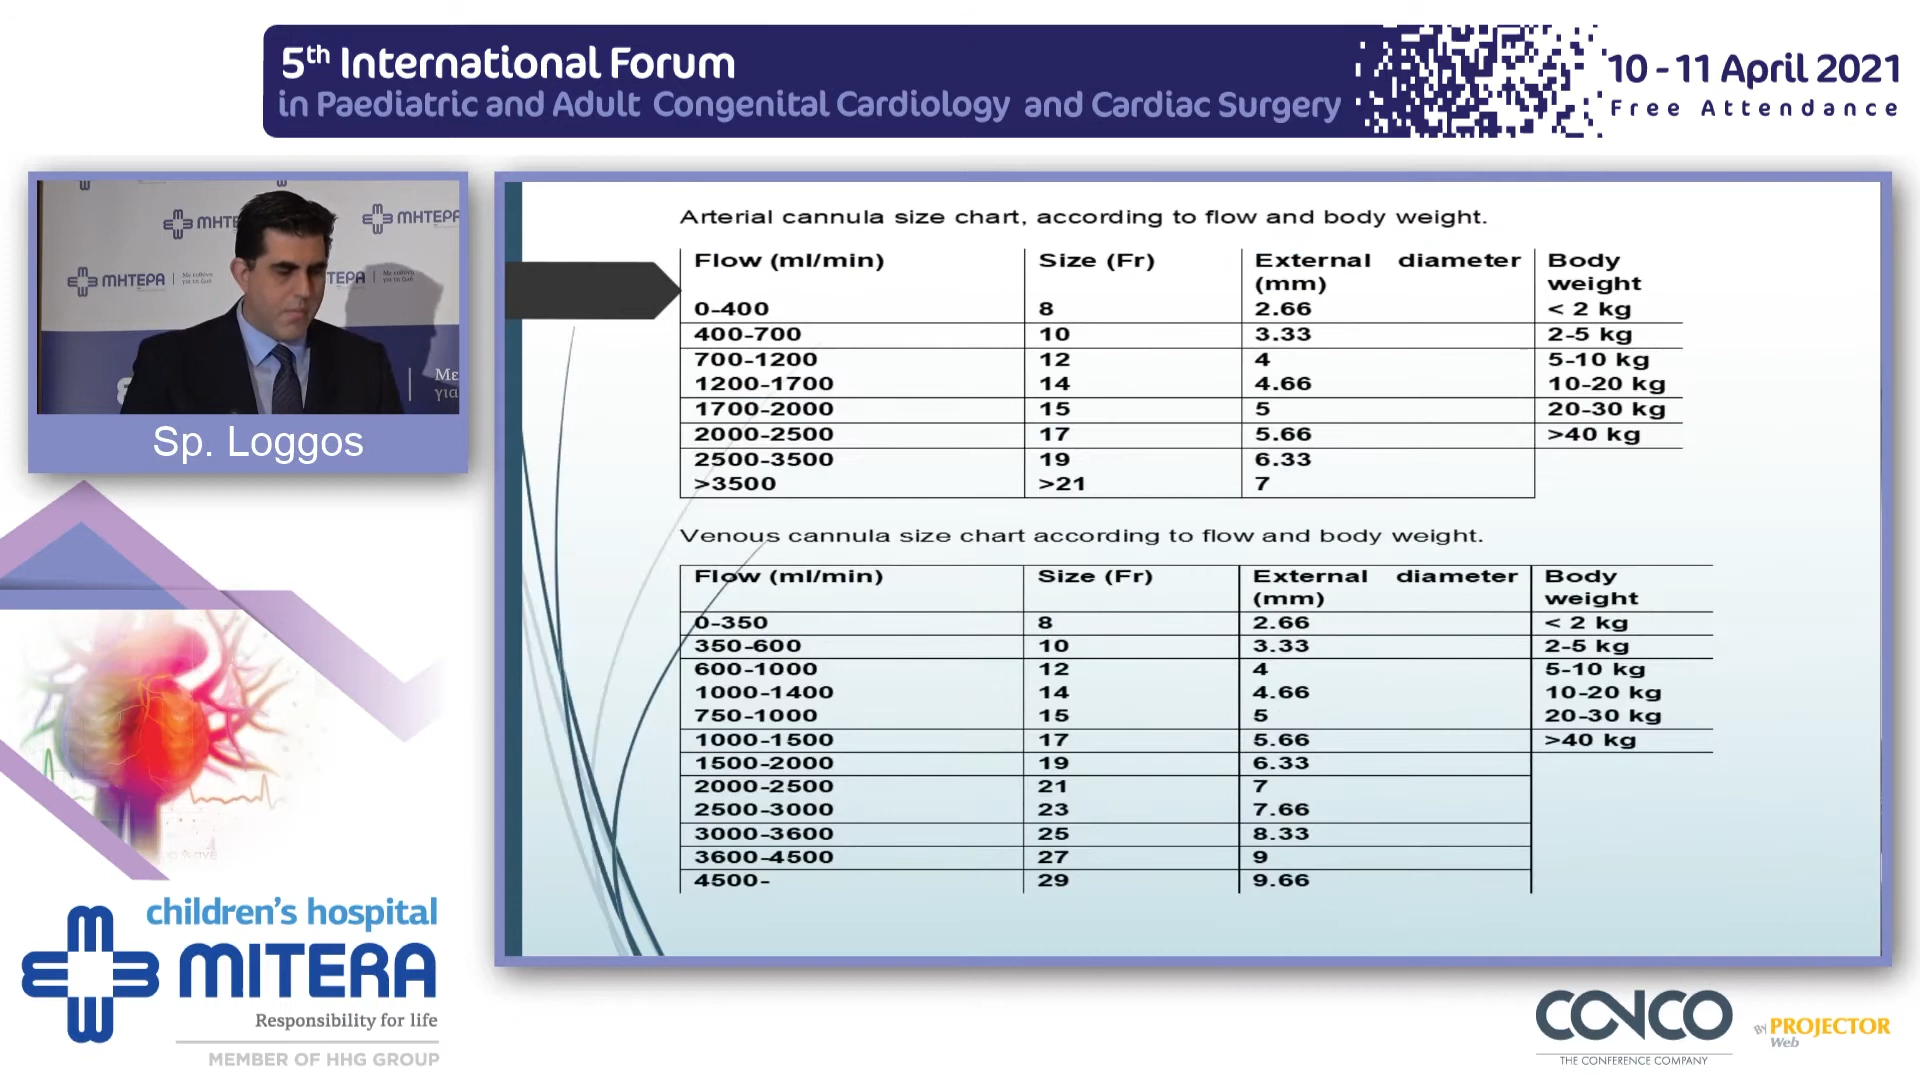 5th International Forum
in Paediatric and Adult Congenital Cardiology and Cardiac Surgery
10 - 11 April 2021
Free Attendance
ΜΗΤΕΡΑ
ΜΗΤΕΡΑ
Με ευθύνη
για τη ζωή
Με
για
Sp. Loggos
Arterial cannula size chart, according to flow and body weight.
Flow (ml/min) Size (Fr) External diameter (mm) Body weight
0-400 8 2.66 < 2 kg
400-700 10 3.33 2-5 kg
700-1200 12 4 5-10 kg
1200-1700 14 4.66 10-20 kg
1700-2000 15 5 20-30 kg
2000-2500 17 5.66 >40 kg
2500-3500 19 6.33
>3500 >21 7
Venous cannula size chart according to flow and body weight.
Flow (ml/min) Size (Fr) External diameter (mm) Body weight
0-350 8 2.66 < 2 kg
350-600 10 3.33 2-5 kg
600-1000 12 4 5-10 kg
1000-1400 14 4.66 10-20 kg
750-1000 15 5 20-30 kg
1000-1500 17 5.66 >40 kg
1500-2000 19 6.33
2000-2500 21 7
2500-3000 23 7.66
3000-3600 25 8.33
3600-4500 27 9
4500- 29 9.66
children's hospital
MITERA
Responsibility for life
MEMBER OF HHG GROUP
CONCO
THE CONFERENCE COMPANY
By PROJECTOR
Web